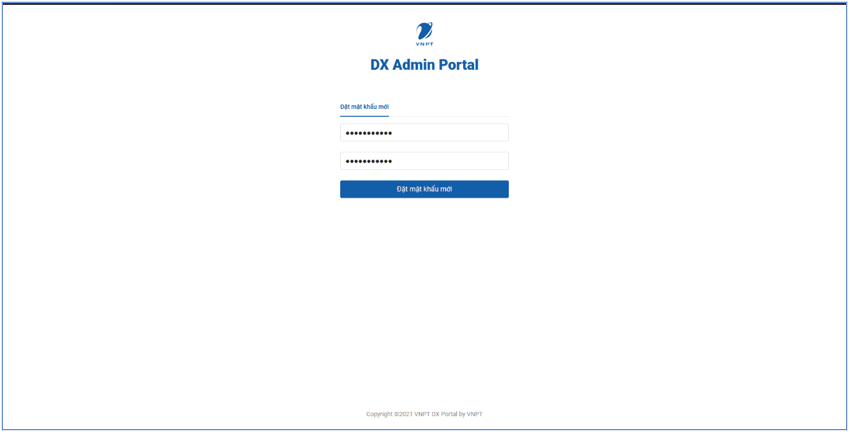 VNPT
DX Admin Portal
Đặt mật khẩu mới
●●●●●●●●●●●
●●●●●●●●●●●
Đặt mật khẩu mới
Copyright ©2021 VNPT DX Portal by VNPT